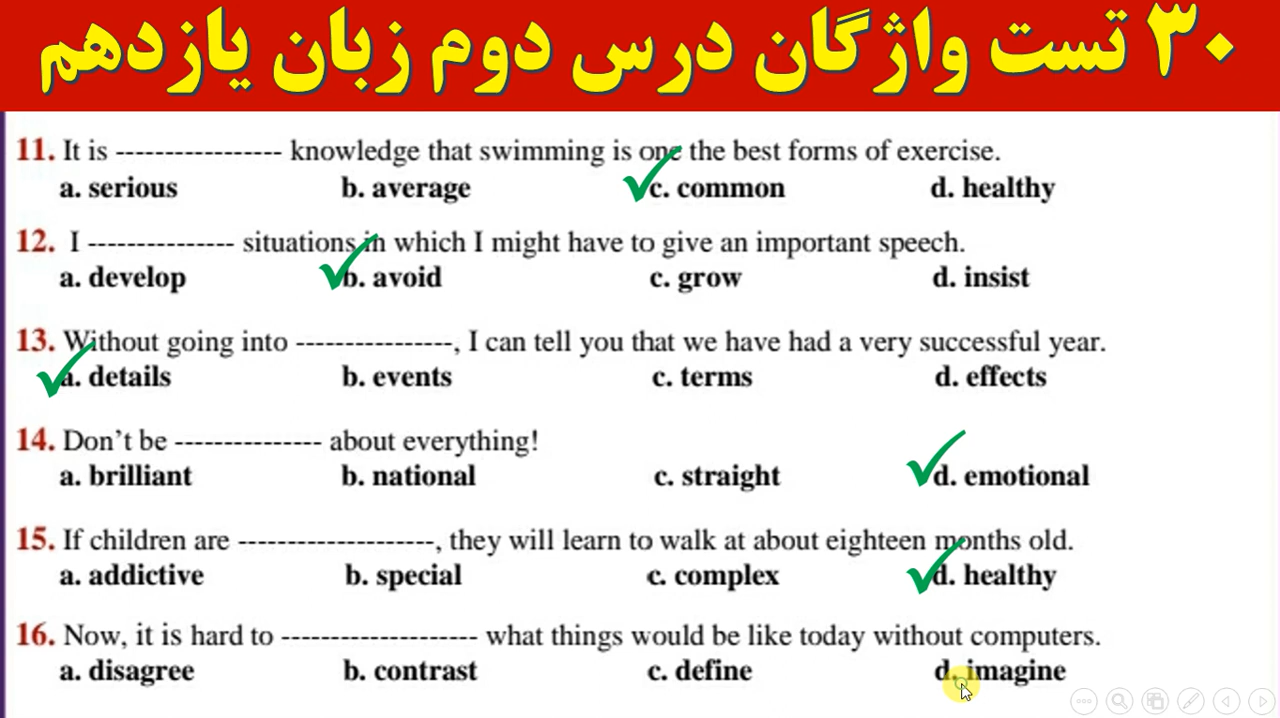 ۳۰ تست واژگان درس دوم زبان یازدهم
11. It is ----------------- knowledge that swimming is one the best forms of exercise.
a. serious b. average c. common d. healthy
12. I --------------- situations in which I might have to give an important speech.
a. develop b. avoid c. grow d. insist
13. Without going into ----------------, I can tell you that we have had a very successful year.
a. details b. events c. terms d. effects
14. Don't be --------------- about everything!
a. brilliant b. national c. straight d. emotional
15. If children are --------------------, they will learn to walk at about eighteen months old.
a. addictive b. special c. complex d. healthy
16. Now, it is hard to -------------------- what things would be like today without computers.
a. disagree b. contrast c. define d. imagine